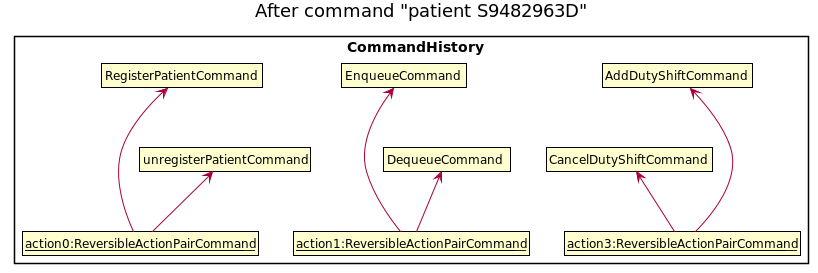 After command "patient S9482963D"
CommandHistory
RegisterPatientCommand
EnqueueCommand
AddDutyShiftCommand
unregisterPatientCommand
DequeueCommand
CancelDutyShiftCommand
action0:ReversibleActionPairCommand
action1:ReversibleActionPairCommand
action3:ReversibleActionPairCommand